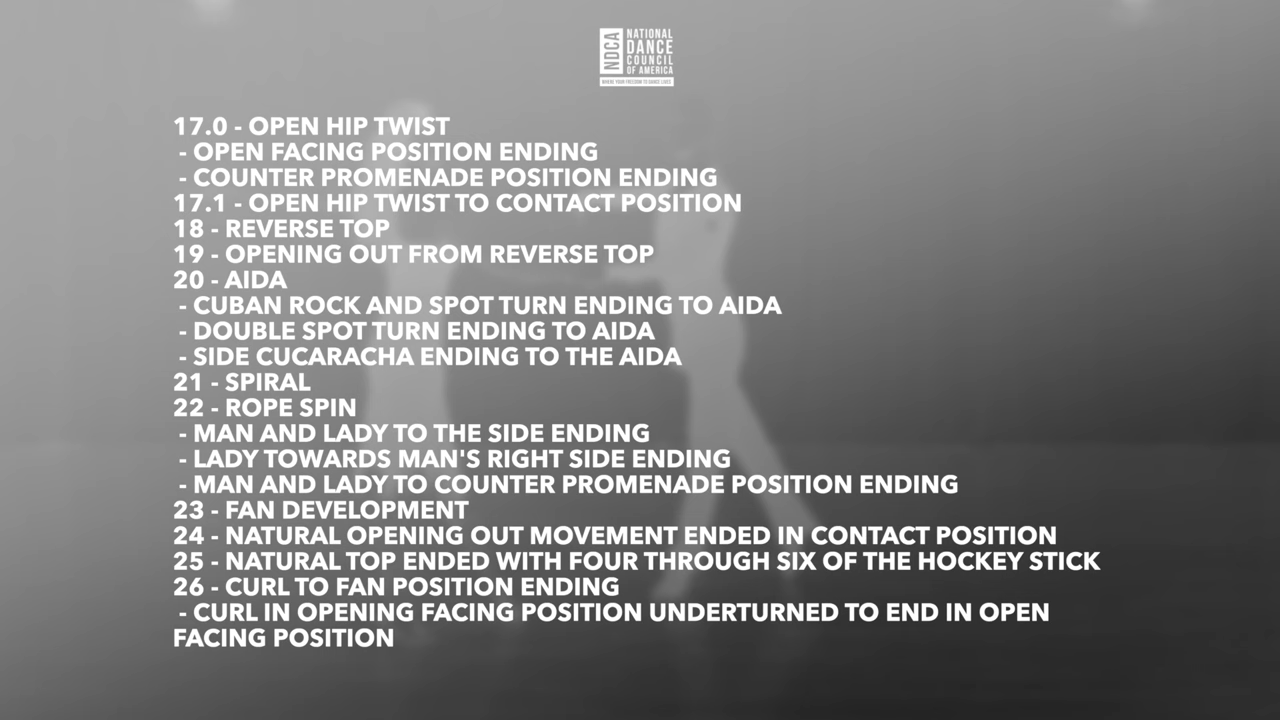 NDCA
NATIONAL
DANCE
COUNCIL
OF AMERICA
WHERE YOUR FREEDOM TO DANCE LIVES
17.0 - OPEN HIP TWIST
- OPEN FACING POSITION ENDING
- COUNTER PROMENADE POSITION ENDING
17.1 - OPEN HIP TWIST TO CONTACT POSITION
18 - REVERSE TOP
19 - OPENING OUT FROM REVERSE TOP
20 - AIDA
- CUBAN ROCK AND SPOT TURN ENDING TO AIDA
- DOUBLE SPOT TURN ENDING TO AIDA
- SIDE CUCARACHA ENDING TO THE AIDA
21 - SPIRAL
22 - ROPE SPIN
- MAN AND LADY TO THE SIDE ENDING
- LADY TOWARDS MAN'S RIGHT SIDE ENDING
- MAN AND LADY TO COUNTER PROMENADE POSITION ENDING
23 - FAN DEVELOPMENT
24 - NATURAL OPENING OUT MOVEMENT ENDED IN CONTACT POSITION
25 - NATURAL TOP ENDED WITH FOUR THROUGH SIX OF THE HOCKEY STICK
26 - CURL TO FAN POSITION ENDING
- CURL IN OPENING FACING POSITION UNDERTURNED TO END IN OPEN
FACING POSITION